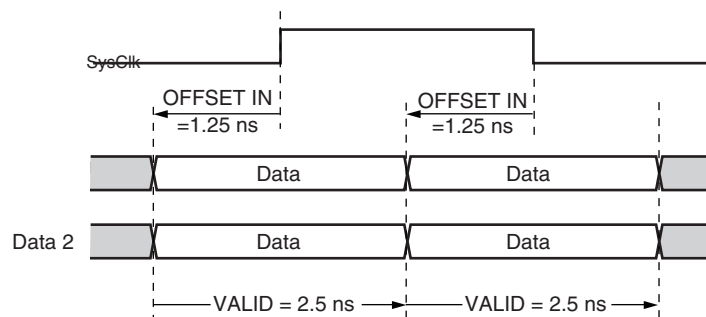 SysClk
OFFSET IN OFFSET IN
=1.25 ns =1.25 ns
Data Data
Data 2 Data Data
VALID = 2.5 ns VALID = 2.5 ns